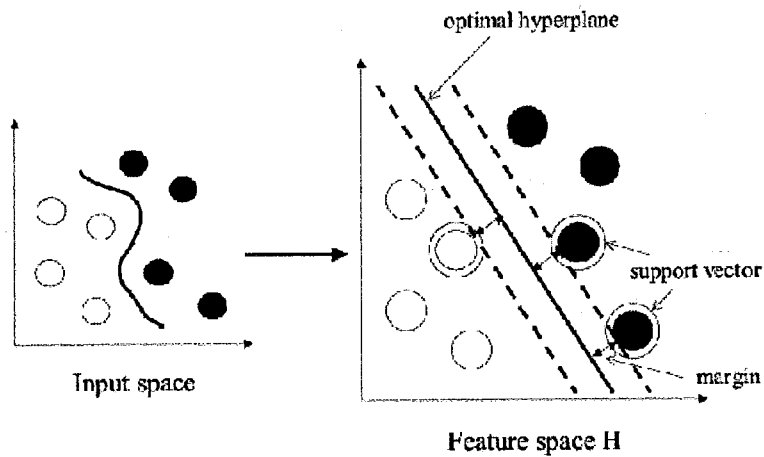 optimal hyperplane
support vector
margin
Input space
Feature space H